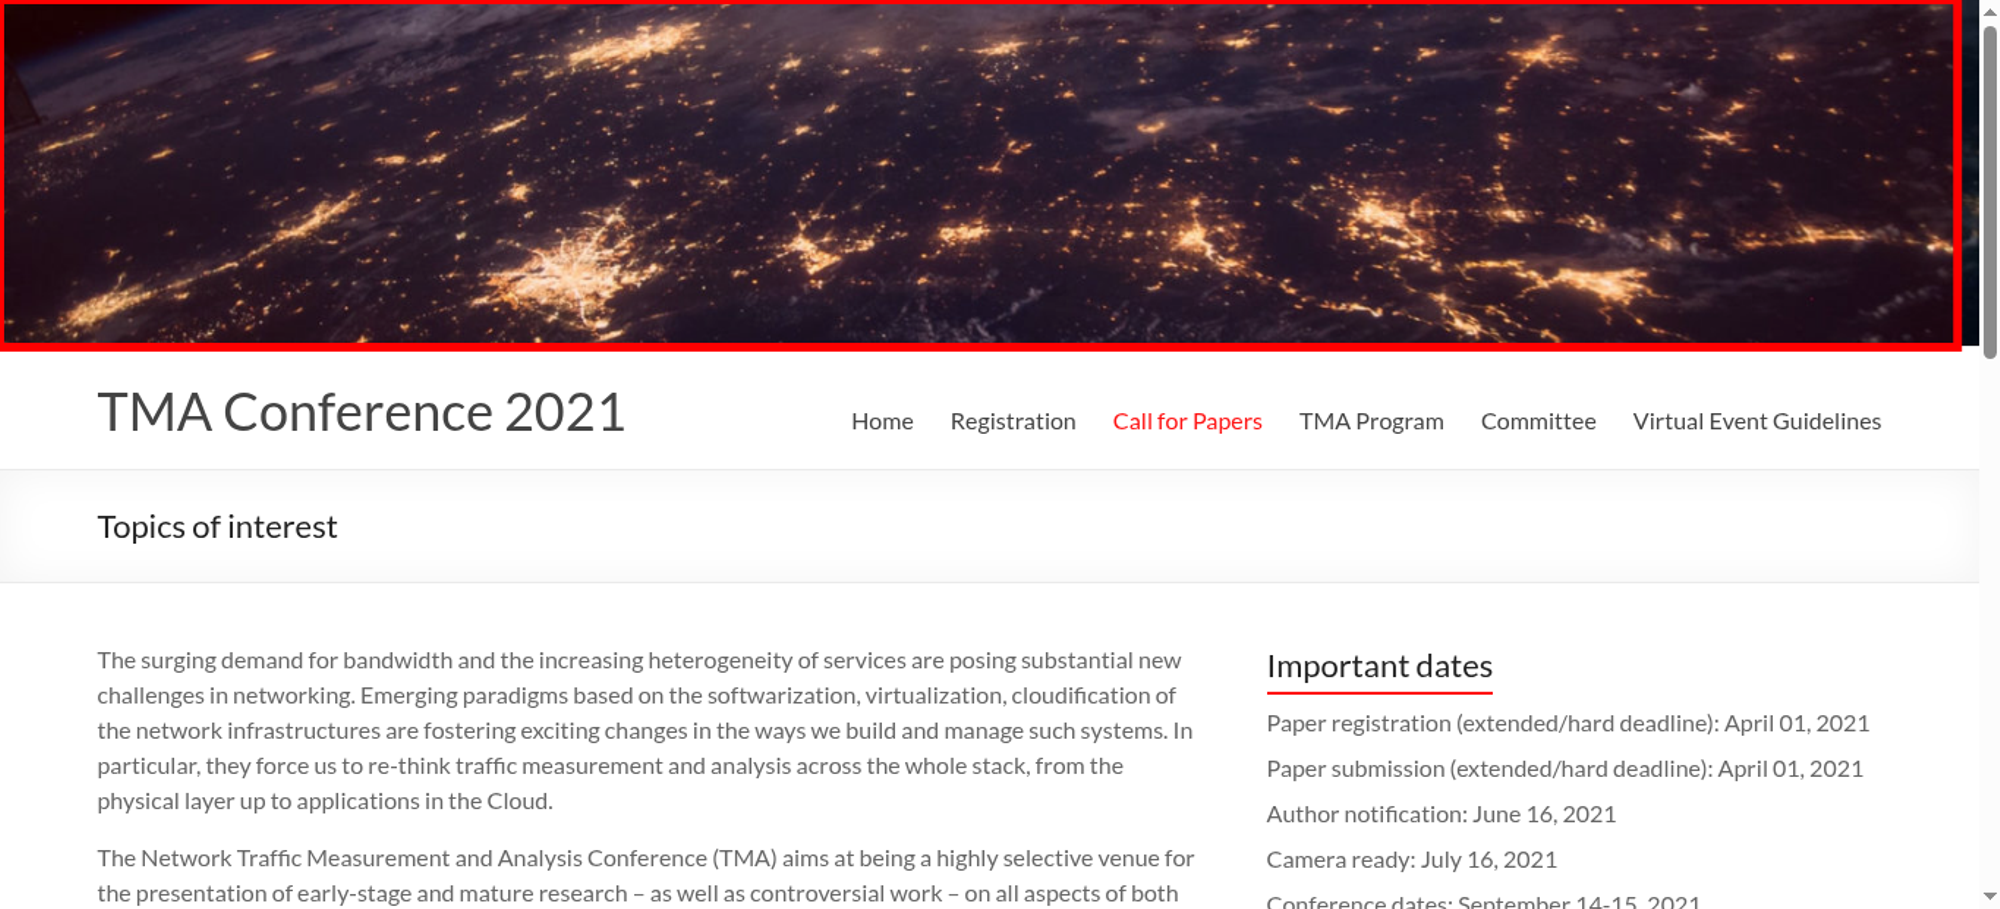 TMA Conference 2021
Home
Registration
Call for Papers
TMA Program
Committee
Virtual Event Guidelines
Topics of interest
The surging demand for bandwidth and the increasing heterogeneity of services are posing substantial new
challenges in networking. Emerging paradigms based on the softwarization, virtualization, cloudification of
the network infrastructures are fostering exciting changes in the ways we build and manage such systems. In
particular, they force us to re-think traffic measurement and analysis across the whole stack, from the
physical layer up to applications in the Cloud.
The Network Traffic Measurement and Analysis Conference (TMA) aims at being a highly selective venue for
the presentation of early-stage and mature research – as well as controversial work – on all aspects of both
Important dates
Paper registration (extended/hard deadline): April 01, 2021
Paper submission (extended/hard deadline): April 01, 2021
Author notification: June 16, 2021
Camera ready: July 16, 2021
Conference dates: September 14-15, 2021